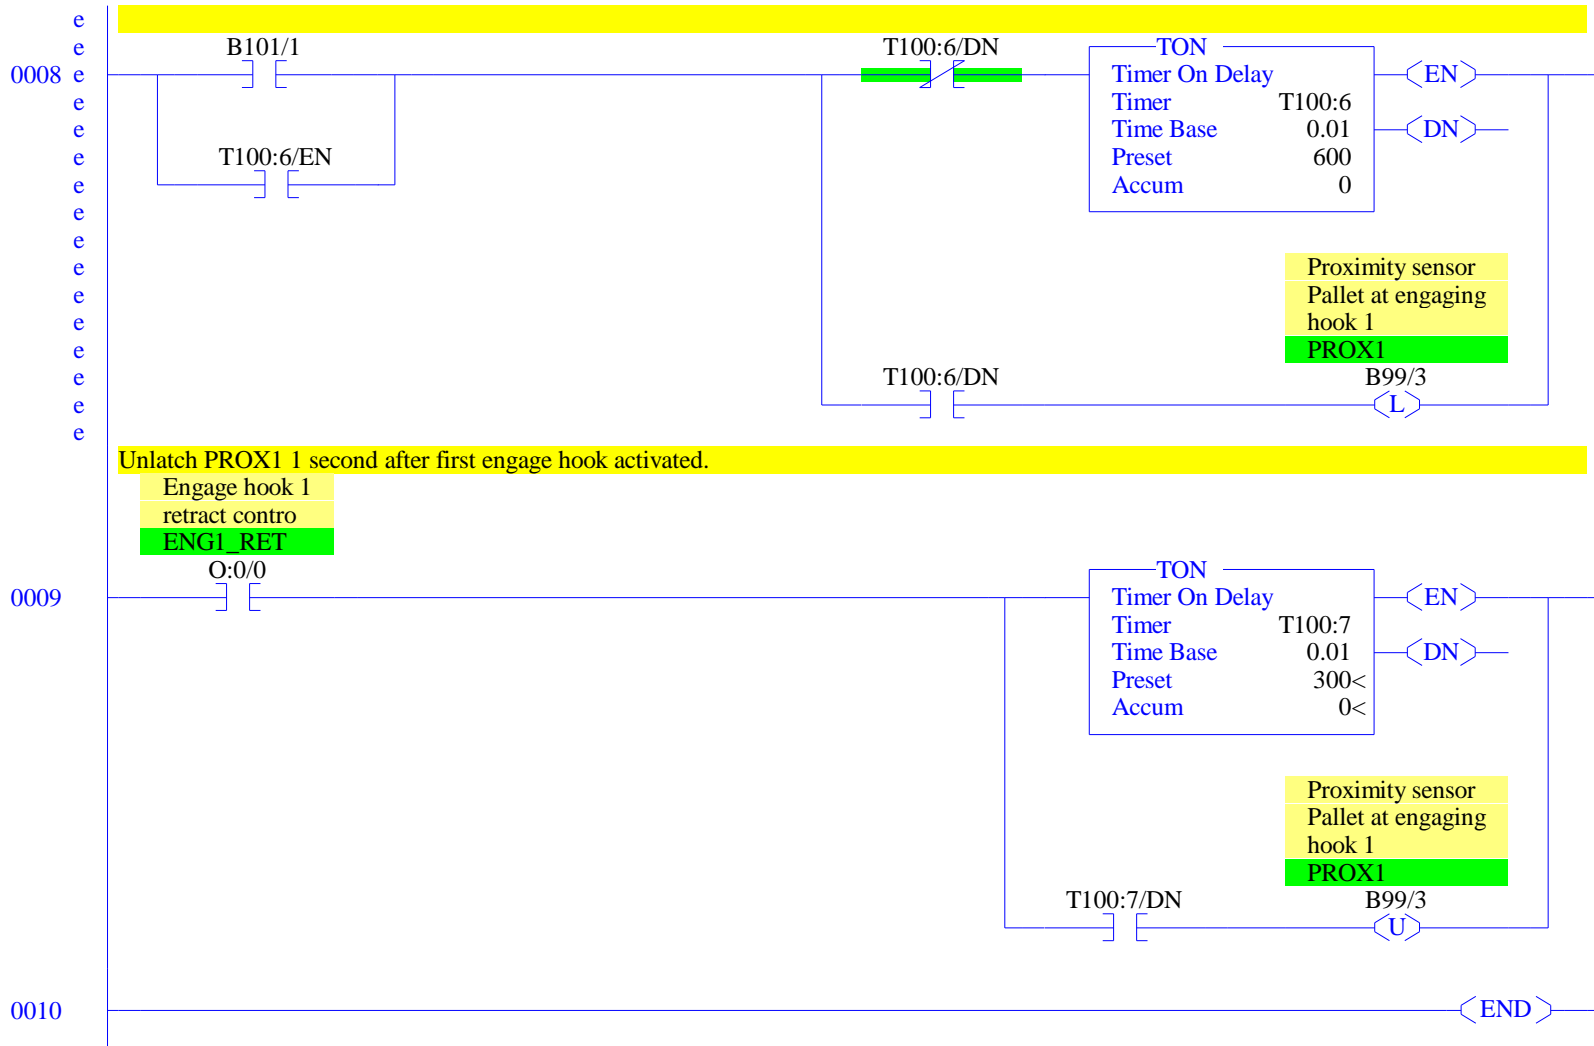 e
e
B101/1
T100:6/DN
TON
0008 e
Timer On Delay
EN
e
Timer T100:6
e
Time Base 0.01
DN
e
T100:6/EN
Preset 600
e
Accum 0
e
e
e
Proximity sensor
e
Pallet at engaging
e
hook 1
e
PROX1
e
T100:6/DN
B99/3
e
L
e
Unlatch PROX1 1 second after first engage hook activated.
Engage hook 1
retract contro
ENG1_RET
O:0/0
TON
0009
Timer On Delay
EN
Timer T100:7
Time Base 0.01
DN
Preset 300<
Accum 0<
Proximity sensor
Pallet at engaging
hook 1
PROX1
T100:7/DN
B99/3
U
0010
END